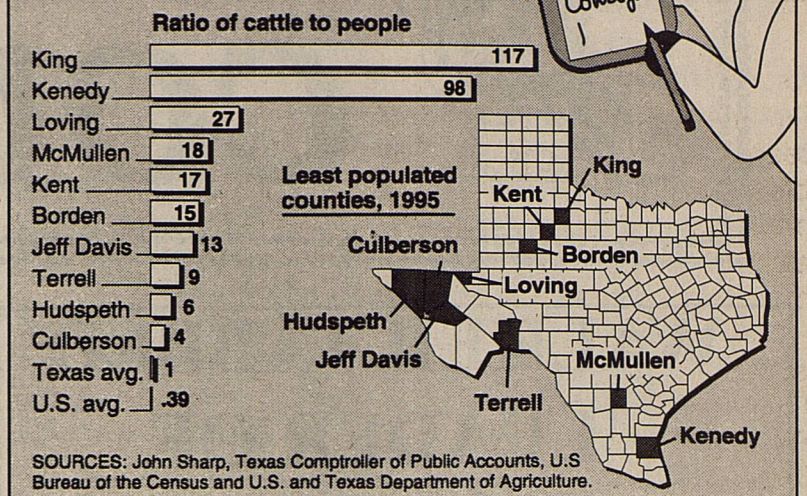 Ratio of cattle to people
King 117
Kenedy 98
Loving 27
McMullen 18
Kent 17
Borden 15
Jeff Davis 13
Terrell 9
Hudspeth 6
Culberson 4
Texas avg. 1
U.S. avg. .39
Least populated
counties, 1995
King
Kent
Borden
Culberson
Loving
Hudspeth
Jeff Davis
McMullen
Terrell
Kenedy
SOURCES: John Sharp, Texas Comptroller of Public Accounts, U.S
Bureau of the Census and U.S. and Texas Department of Agriculture.